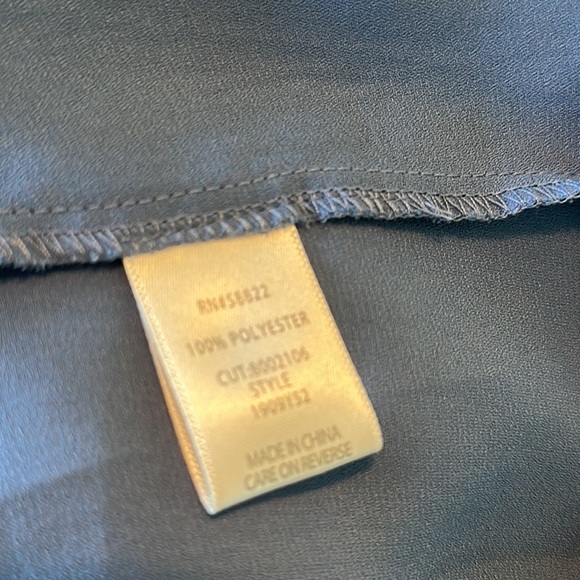 RN#58822
100% POLYESTER
CUT:8002106
STYLE
1909152
MADE IN CHINA
CARE ON REVERSE